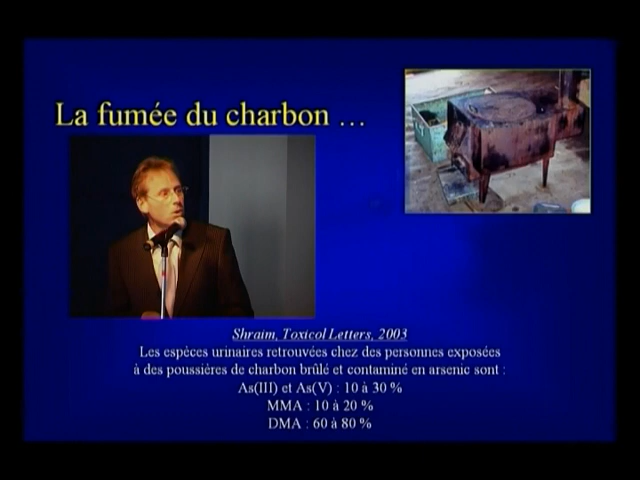 La fumée du charbon …
Shraim, Toxicol Letters, 2003
Les espèces urinaires retrouvées chez des personnes exposées
à des poussières de charbon brûlé et contaminé en arsenic sont :
As(III) et As(V) : 10 à 30 %
MMA : 10 à 20 %
DMA : 60 à 80 %